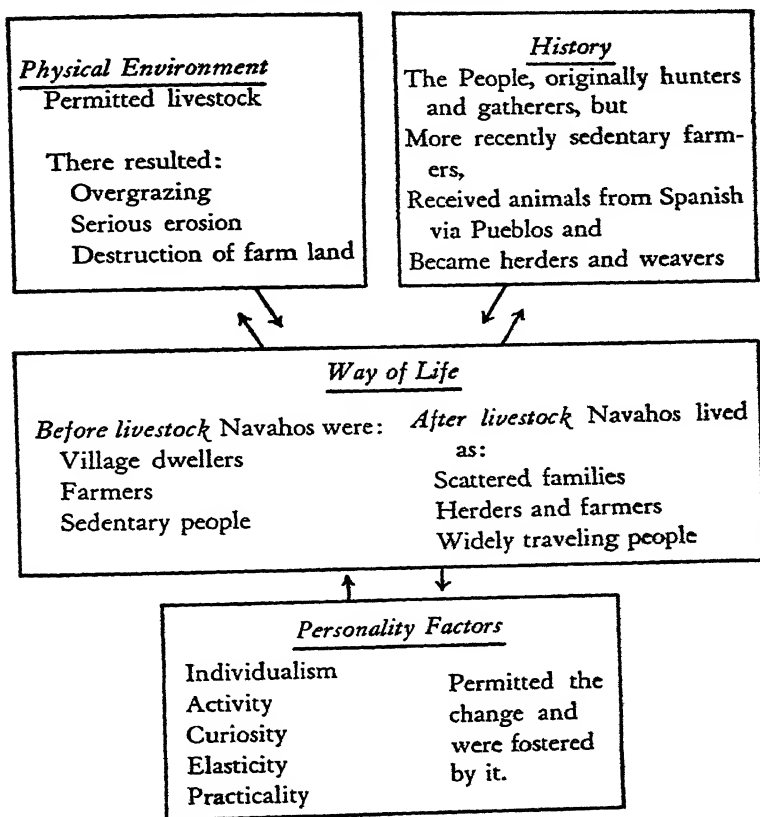 Physical Environment
Permitted livestock
There resulted:
Overgrazing
Serious erosion
Destruction of farm land
History
The People, originally hunters
and gatherers, but
More recently sedentary farm-
ers,
Received animals from Spanish
via Pueblos and
Became herders and weavers
Way of Life
Before livestock Navahos were:
Village dwellers
Farmers
Sedentary people
After livestock Navahos lived
as:
Scattered families
Herders and farmers
Widely traveling people
Personality Factors
Individualism
Activity
Curiosity
Elasticity
Practicality
Permitted the
change and
were fostered
by it.